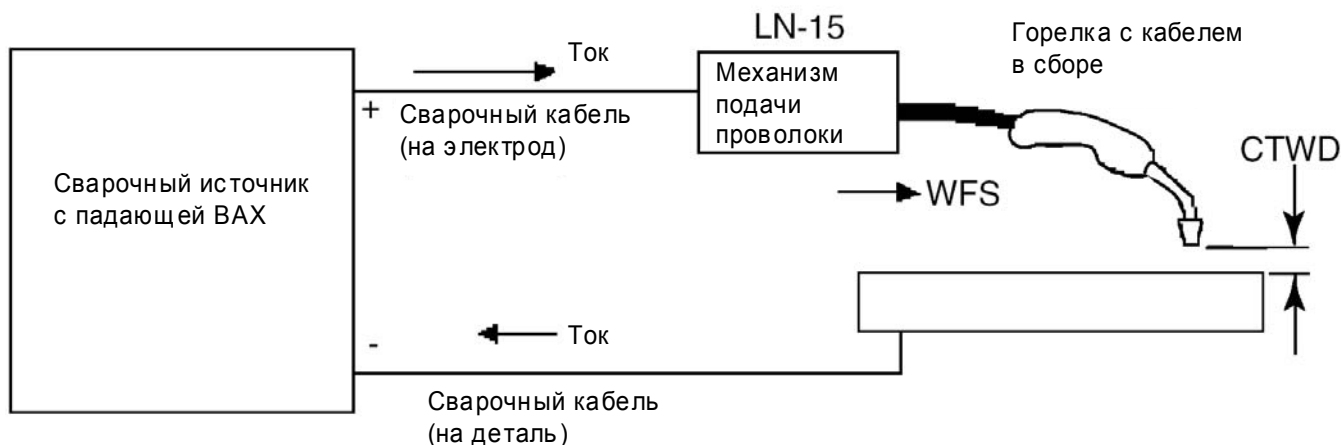 LN-15
Горелка с кабелем
в сборе
Ток
Механизм
подачи
проволоки
+
Сварочный кабель
(на электрод)
CTWD
Сварочный источник
с падающей ВАХ
WFS
Ток
-
Сварочный кабель
(на деталь)